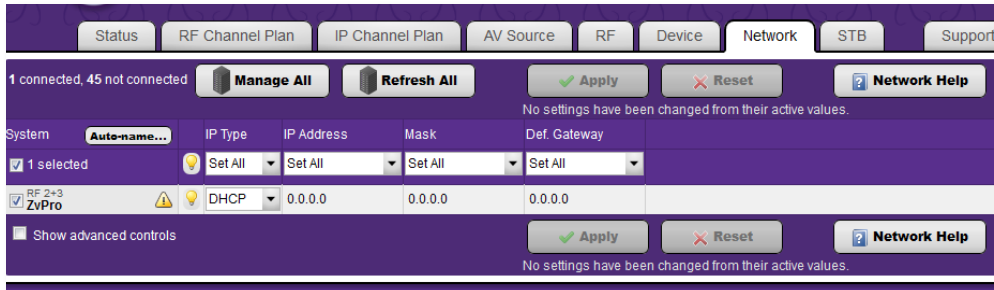 Status RF Channel Plan IP Channel Plan AV Source RF Device Network STB Support
1 connected, 45 not connected Manage All Refresh All Apply Reset Network Help
No settings have been changed from their active values.
System Auto-name... IP Type IP Address Mask Def. Gateway
1 selected Set All Set All Set All Set All
RF 2+3
ZvPro DHCP 0.0.0.0 0.0.0.0 0.0.0.0
Show advanced controls Apply Reset Network Help
No settings have been changed from their active values.